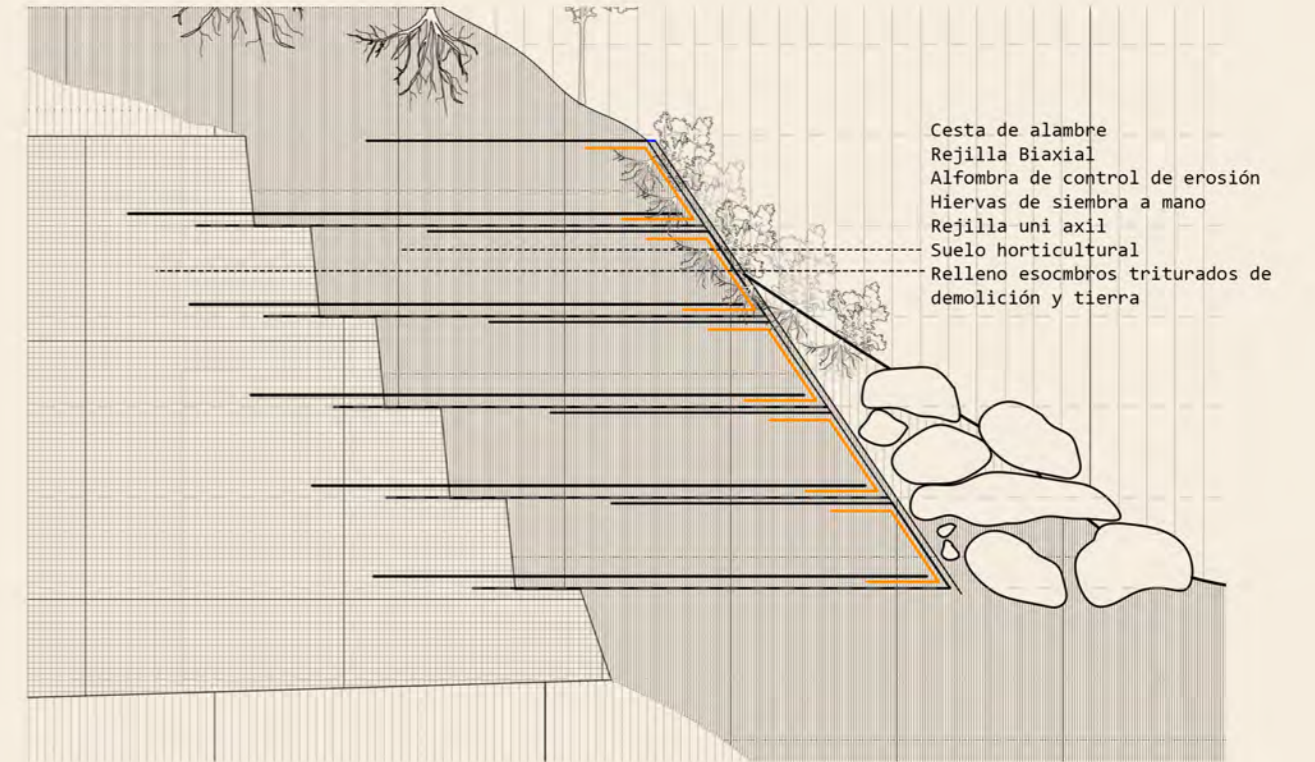 Cesta de alambre
Rejilla Biaxial
Alfombra de control de erosión
Hiervas de siembra a mano
Rejilla uni axil
Suelo horticultural
Relleno esocmbros triturados de
demolición y tierra